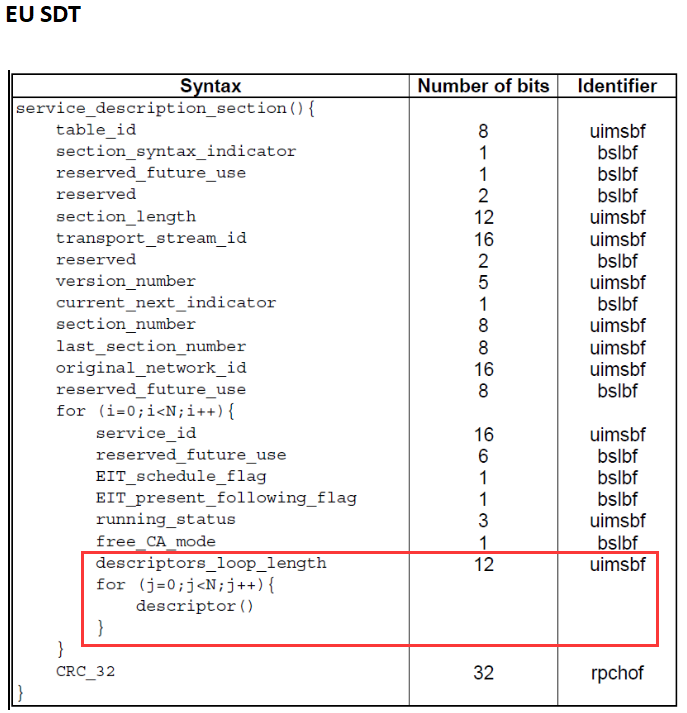 EU SDT
Syntax Number of bits Identifier
service_description_section(){
table_id 8 uimsbf
section_syntax_indicator 1 bslbf
reserved_future_use 1 bslbf
reserved 2 bslbf
section_length 12 uimsbf
transport_stream_id 16 uimsbf
reserved 2 bslbf
version_number 5 uimsbf
current_next_indicator 1 bslbf
section_number 8 uimsbf
last_section_number 8 uimsbf
original_network_id 16 uimsbf
reserved_future_use 8 bslbf
for (i=0;i<N;i++){
service_id 16 uimsbf
reserved_future_use 6 bslbf
EIT_schedule_flag 1 bslbf
EIT_present_following_flag 1 bslbf
running_status 3 uimsbf
free_CA_mode 1 bslbf
descriptors_loop_length 12 uimsbf
for (j=0;j<N;j++){
descriptor()
}
}
CRC_32 32 rpchof
}